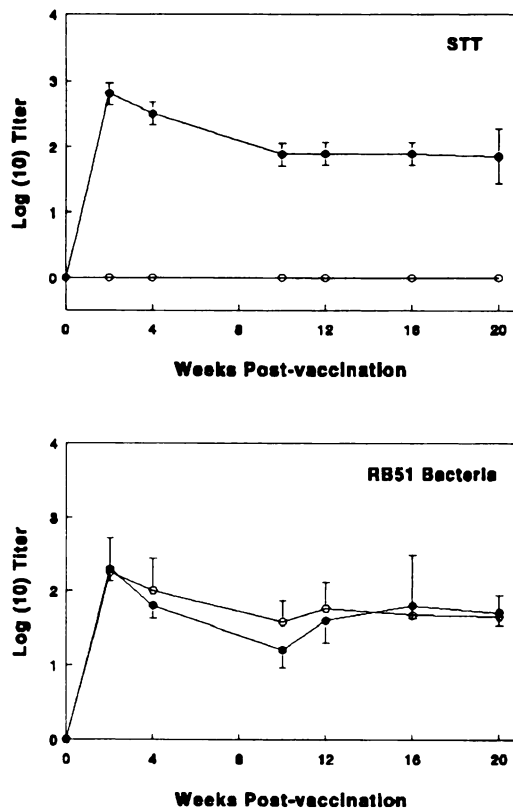 STT
4
3
2
1
0
Log (10) Titer
0 4 8 12 16 20
Weeks Post-vaccination
RB51 Bacteria
4
3
2
1
0
Log (10) Titer
0 4 8 12 16 20
Weeks Post-vaccination